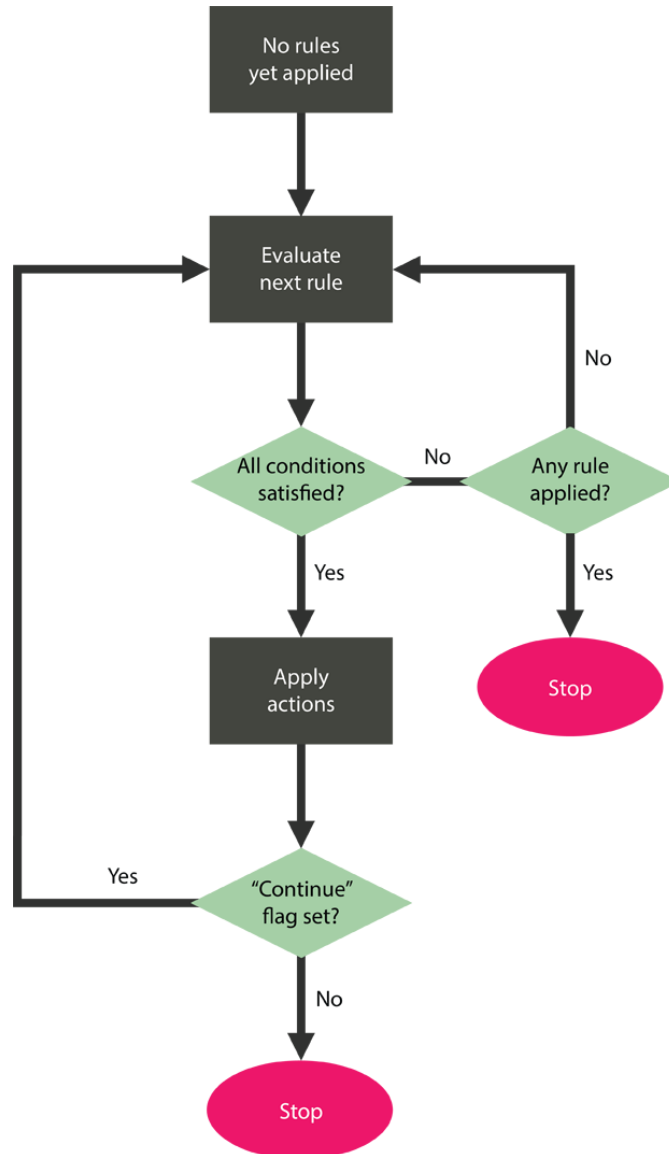 No rules
yet applied
Evaluate
next rule
No
All conditions
satisfied?
No
Any rule
applied?
Yes
Yes
Apply
actions
Stop
Yes
“Continue”
flag set?
No
Stop